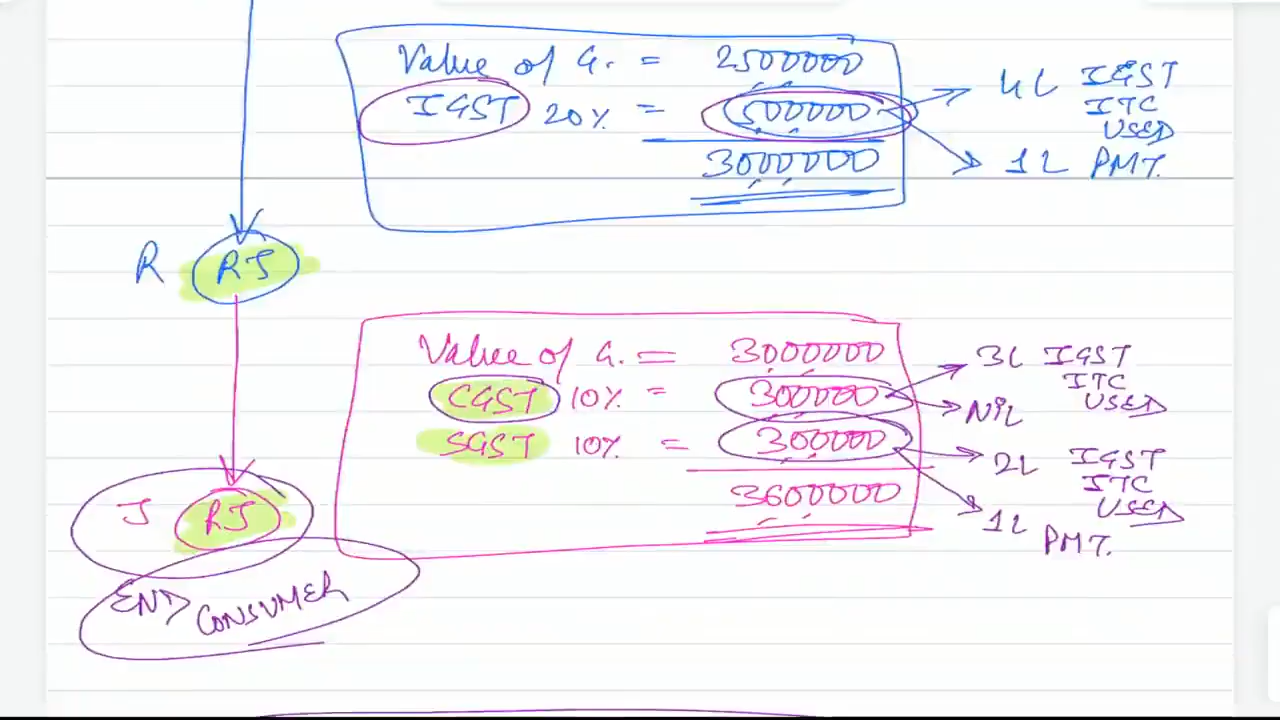 Value of G. = 2500000
IGST 20% = 500000
3000000
4L IGST
ITC
USED
1L PMT.
R RJ
Value of G. = 3000000
CGST 10% = 300000
SGST 10% = 300000
3600000
3L IGST
ITC
USED
NIL
2L IGST
ITC
USED
1L
PMT.
J RJ
END CONSUMER